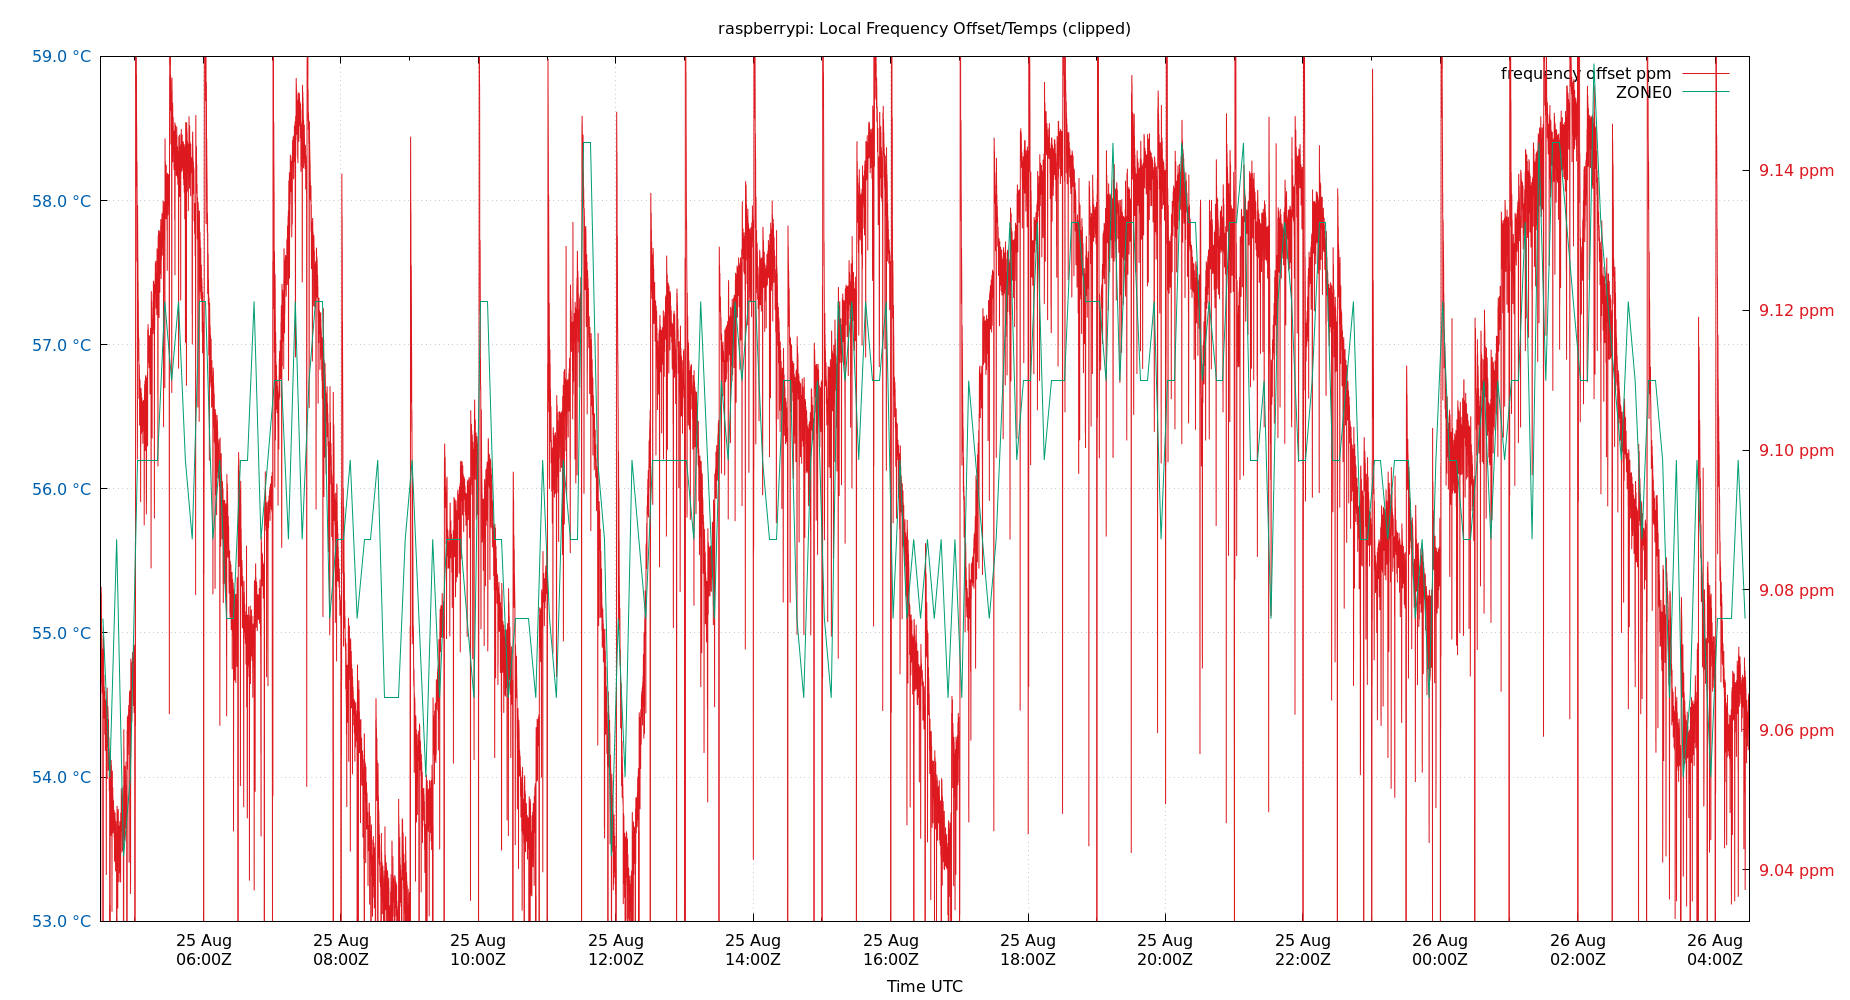 raspberrypi: Local Frequency Offset/Temps (clipped)
59.0 °C
58.0 °C
57.0 °C
56.0 °C
55.0 °C
54.0 °C
53.0 °C
frequency offset ppm
ZONE0
9.14 ppm
9.12 ppm
9.10 ppm
9.08 ppm
9.06 ppm
9.04 ppm
25 Aug 25 Aug 25 Aug 25 Aug 25 Aug 25 Aug 25 Aug 25 Aug 25 Aug 26 Aug 26 Aug 26 Aug
06:00Z 08:00Z 10:00Z 12:00Z 14:00Z 16:00Z 18:00Z 20:00Z 22:00Z 00:00Z 02:00Z 04:00Z
Time UTC